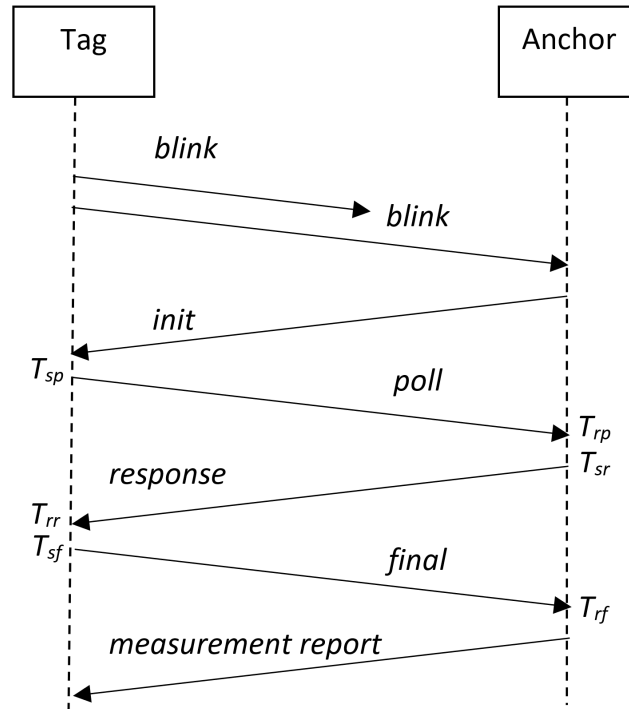 Tag
Anchor
blink
blink
init
Tsp
poll
Trp
Tsr
response
Trr
Tsf
final
Trf
measurement report